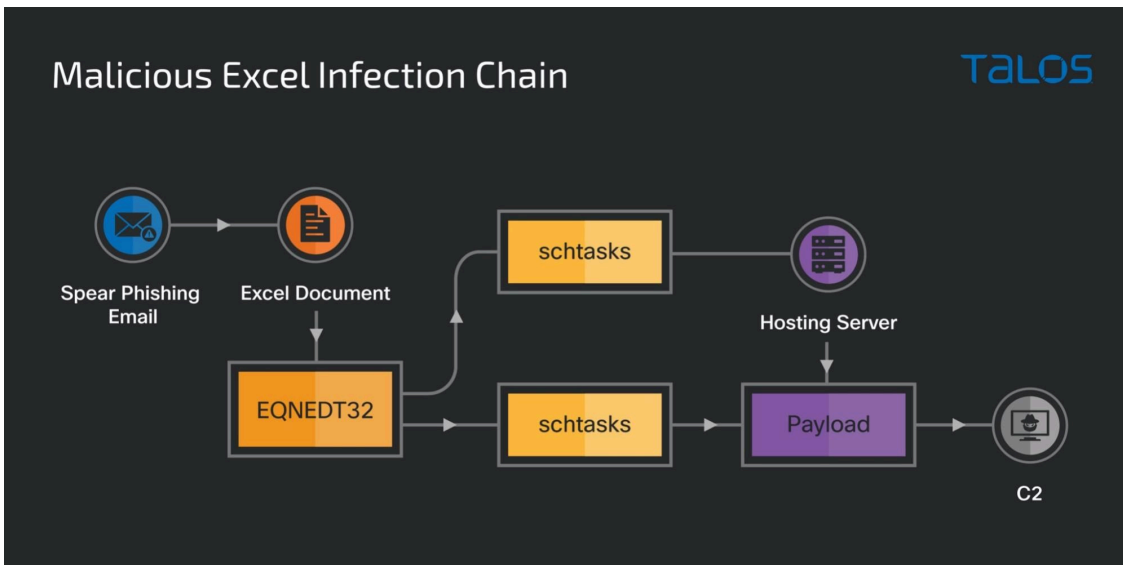 Malicious Excel Infection Chain
TALOS
Spear Phishing
Email
Excel Document
schtasks
Hosting Server
EQNEDT32
schtasks
Payload
C2